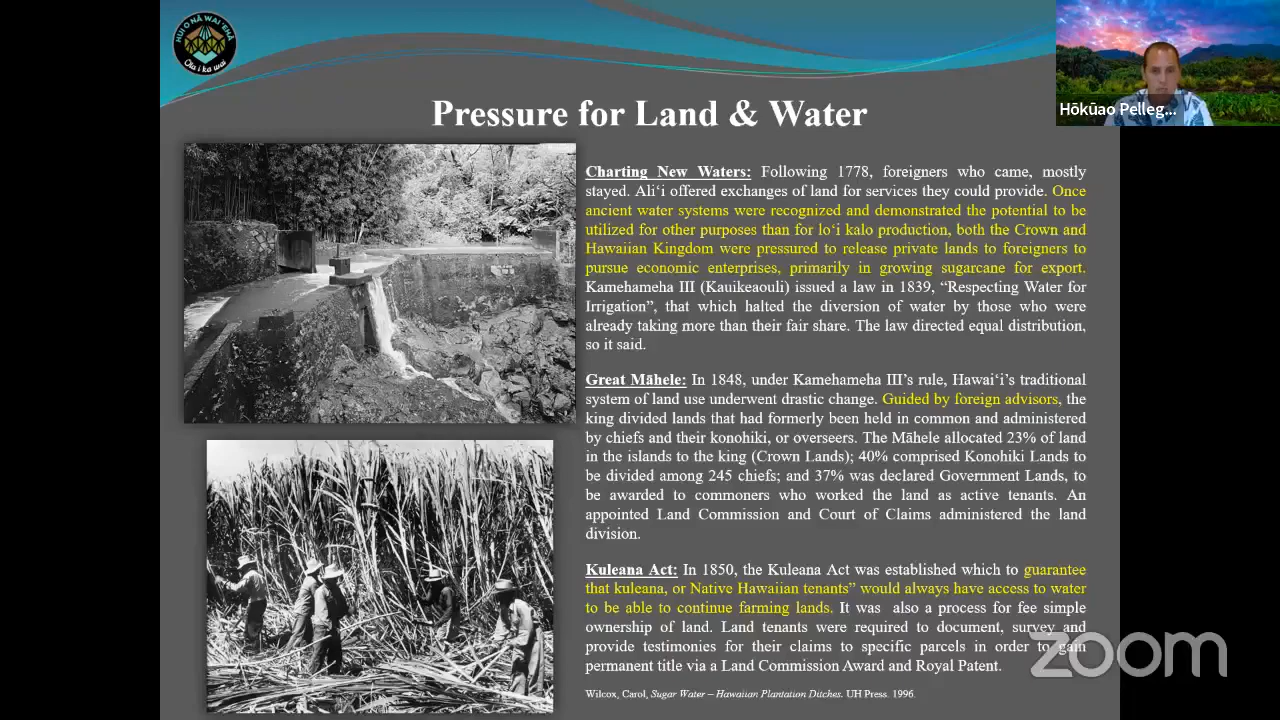 HUI O NĀ WAI ʻEHĀ
Ola i ka wai
Hōkūao Pelleg...
Pressure for Land & Water
Charting New Waters: Following 1778, foreigners who came, mostly
stayed. Aliʻi offered exchanges of land for services they could provide. Once
ancient water systems were recognized and demonstrated the potential to be
utilized for other purposes than for loʻi kalo production, both the Crown and
Hawaiian Kingdom were pressured to release private lands to foreigners to
pursue economic enterprises, primarily in growing sugarcane for export.
Kamehameha III (Kauikeaouli) issued a law in 1839, “Respecting Water for
Irrigation”, that which halted the diversion of water by those who were
already taking more than their fair share. The law directed equal distribution,
so it said.
Great Māhele: In 1848, under Kamehameha III’s rule, Hawaiʻi’s traditional
system of land use underwent drastic change. Guided by foreign advisors, the
king divided lands that had formerly been held in common and administered
by chiefs and their konohiki, or overseers. The Māhele allocated 23% of land
in the islands to the king (Crown Lands); 40% comprised Konohiki Lands to
be divided among 245 chiefs; and 37% was declared Government Lands, to
be awarded to commoners who worked the land as active tenants. An
appointed Land Commission and Court of Claims administered the land
division.
Kuleana Act: In 1850, the Kuleana Act was established which to guarantee
that kuleana, or Native Hawaiian tenants” would always have access to water
to be able to continue farming lands. It was also a process for fee simple
ownership of land. Land tenants were required to document, survey and
provide testimonies for their claims to specific parcels in order to gain
permanent title via a Land Commission Award and Royal Patent.
Wilcox, Carol, Sugar Water – Hawaiian Plantation Ditches. UH Press. 1996.
zoom